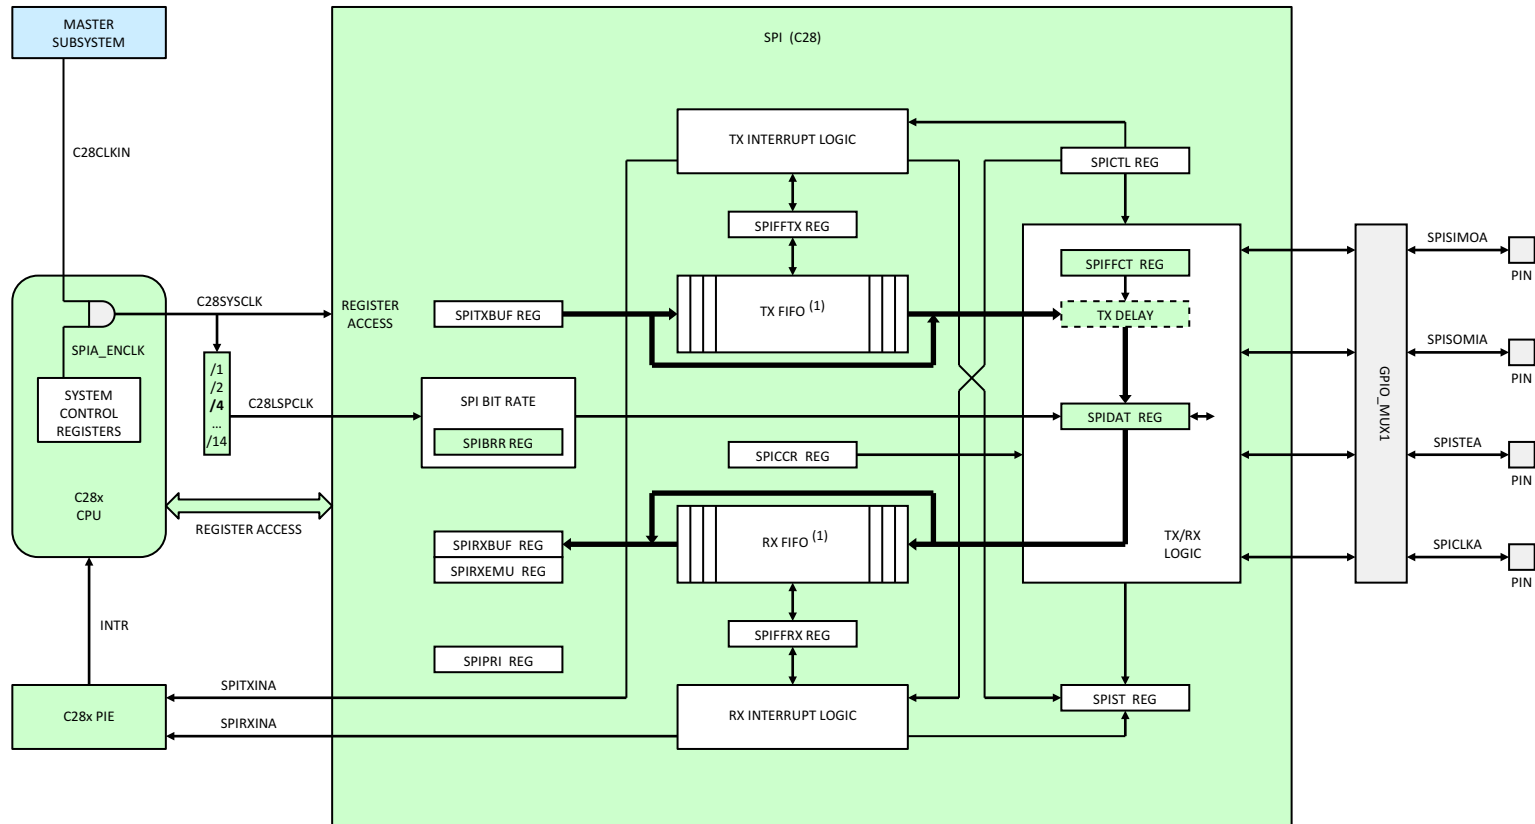 MASTER
SUBSYSTEM
SPI (C28)
C28CLKIN
TX INTERRUPT LOGIC
SPICTL REG
SPIFFTX REG
SPISIMOA
PIN
SPIFFCT REG
C28SYSCLK
REGISTER
ACCESS
SPITXBUF REG
TX FIFO (1)
TX DELAY
SPIA_ENCLK
SPISOMIA
PIN
/1
/2
/4
...
/14
SYSTEM
CONTROL
REGISTERS
C28LSPCLK
SPI BIT RATE
SPIBRR REG
SPIDAT REG
GPIO_MUX1
SPICCR REG
SPISTEA
PIN
C28x
CPU
REGISTER ACCESS
SPIRXBUF REG
SPIRXEMU REG
RX FIFO (1)
TX/RX
LOGIC
SPICLKA
PIN
INTR
SPIFFRX REG
SPIPRI REG
SPITXINA
C28x PIE
SPIRXINA
RX INTERRUPT LOGIC
SPIST REG